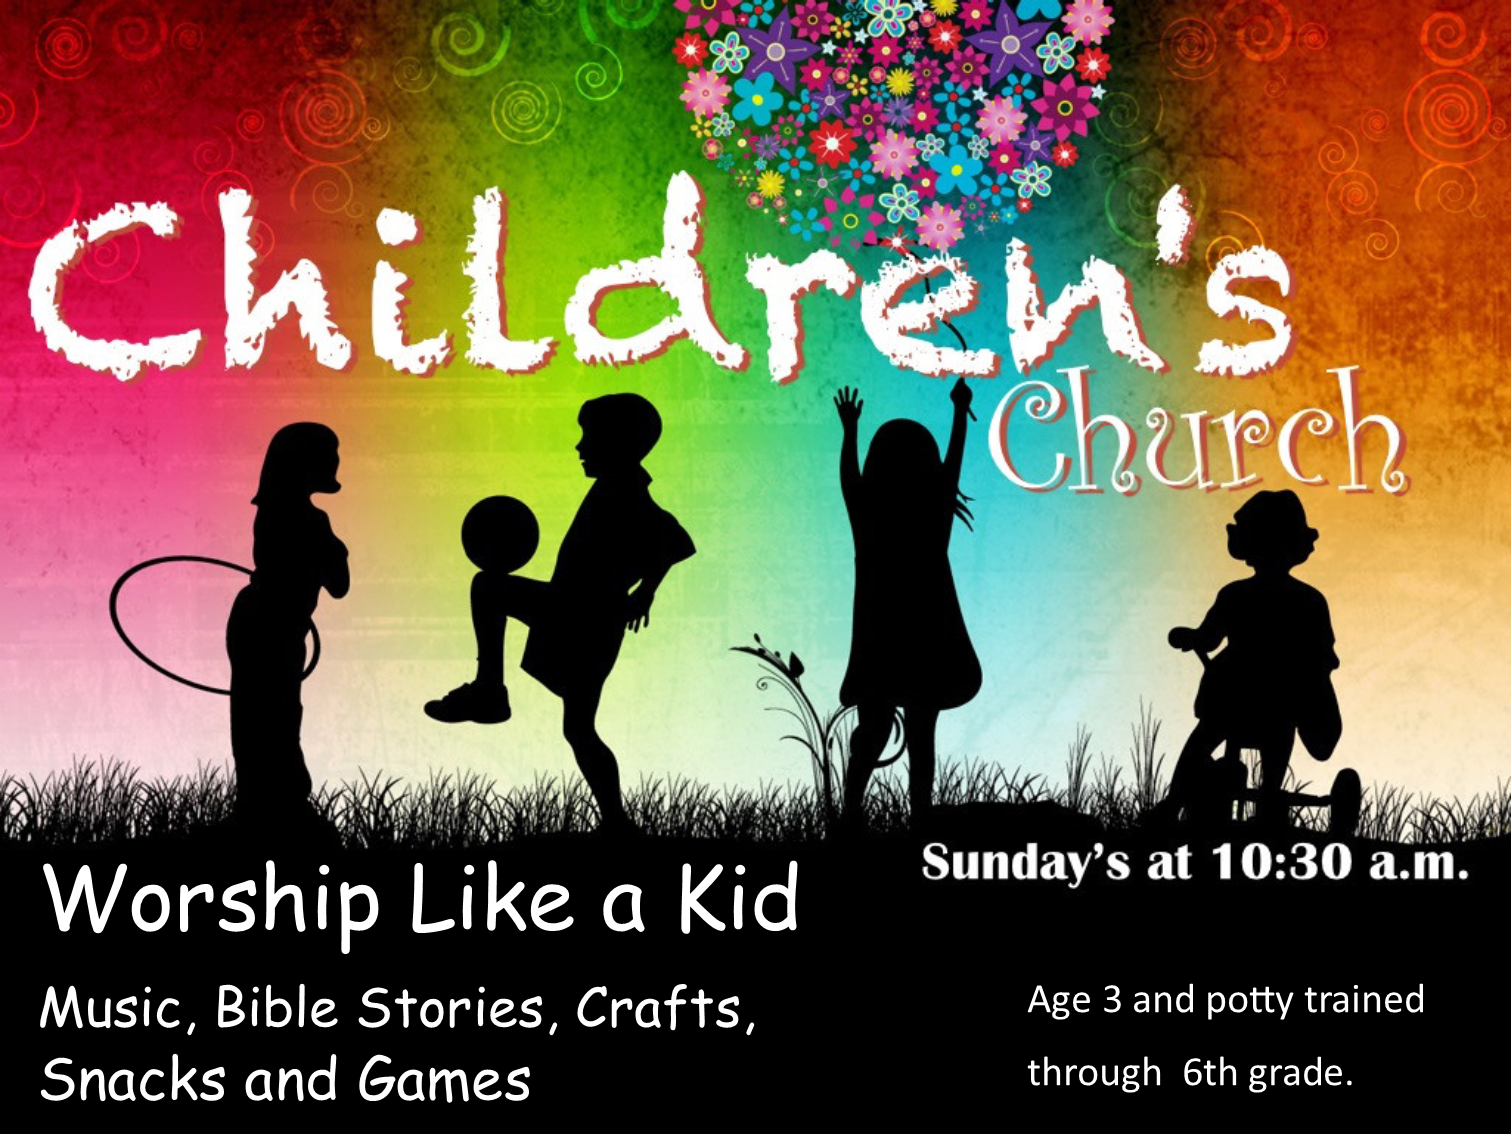 Children's
Church
Sunday's at 10:30 a.m.
Worship Like a Kid
Music, Bible Stories, Crafts,
Snacks and Games
Age 3 and potty trained
through 6th grade.